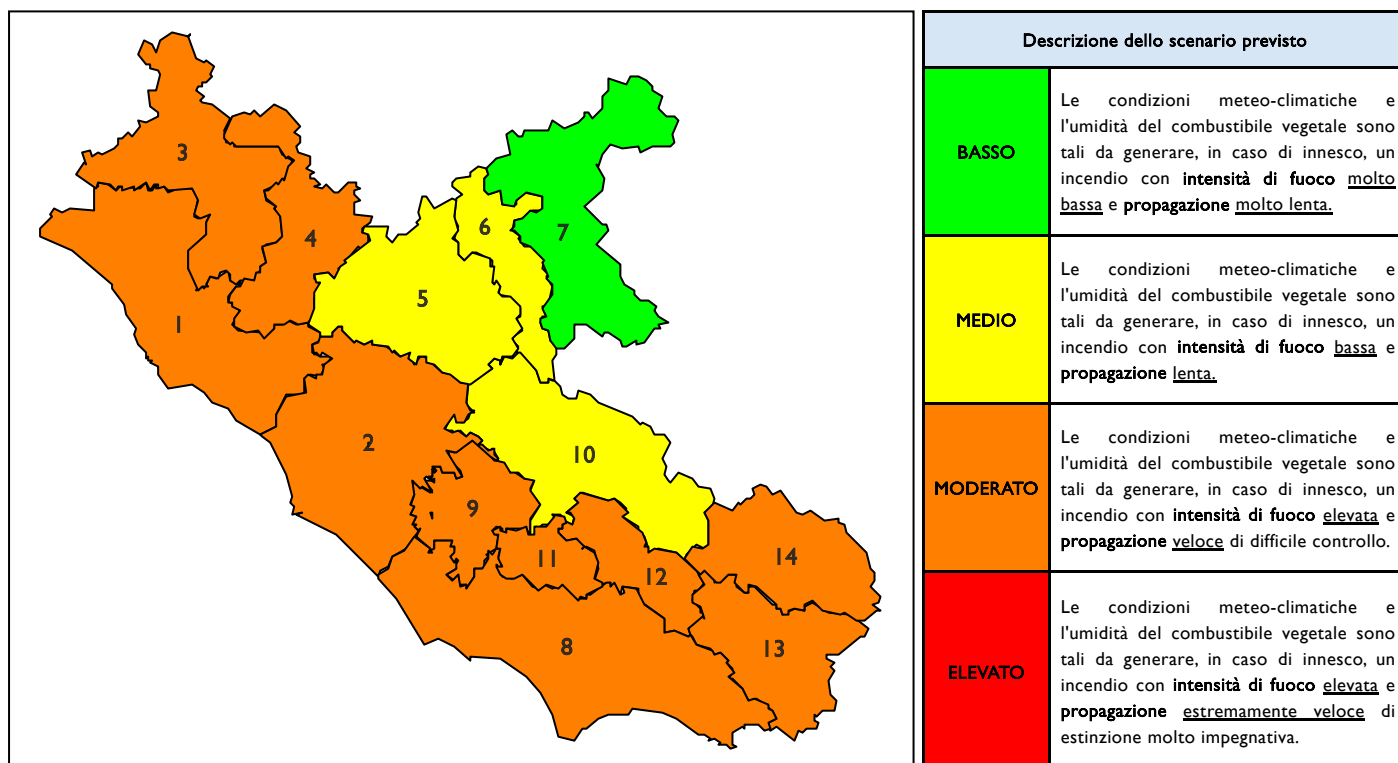 3
4
6
7
5
1
2
10
9
11
12
14
8
13
Descrizione dello scenario previsto
BASSO
Le condizioni meteo-climatiche e
l'umidità del combustibile vegetale sono
tali da generare, in caso di innesco, un
incendio con intensità di fuoco molto
bassa e propagazione molto lenta.
MEDIO
Le condizioni meteo-climatiche e
l'umidità del combustibile vegetale sono
tali da generare, in caso di innesco, un
incendio con intensità di fuoco bassa e
propagazione lenta.
MODERATO
Le condizioni meteo-climatiche e
l'umidità del combustibile vegetale sono
tali da generare, in caso di innesco, un
incendio con intensità di fuoco elevata e
propagazione veloce di difficile controllo.
ELEVATO
Le condizioni meteo-climatiche e
l'umidità del combustibile vegetale sono
tali da generare, in caso di innesco, un
incendio con intensità di fuoco elevata e
propagazione estremamente veloce di
estinzione molto impegnativa.